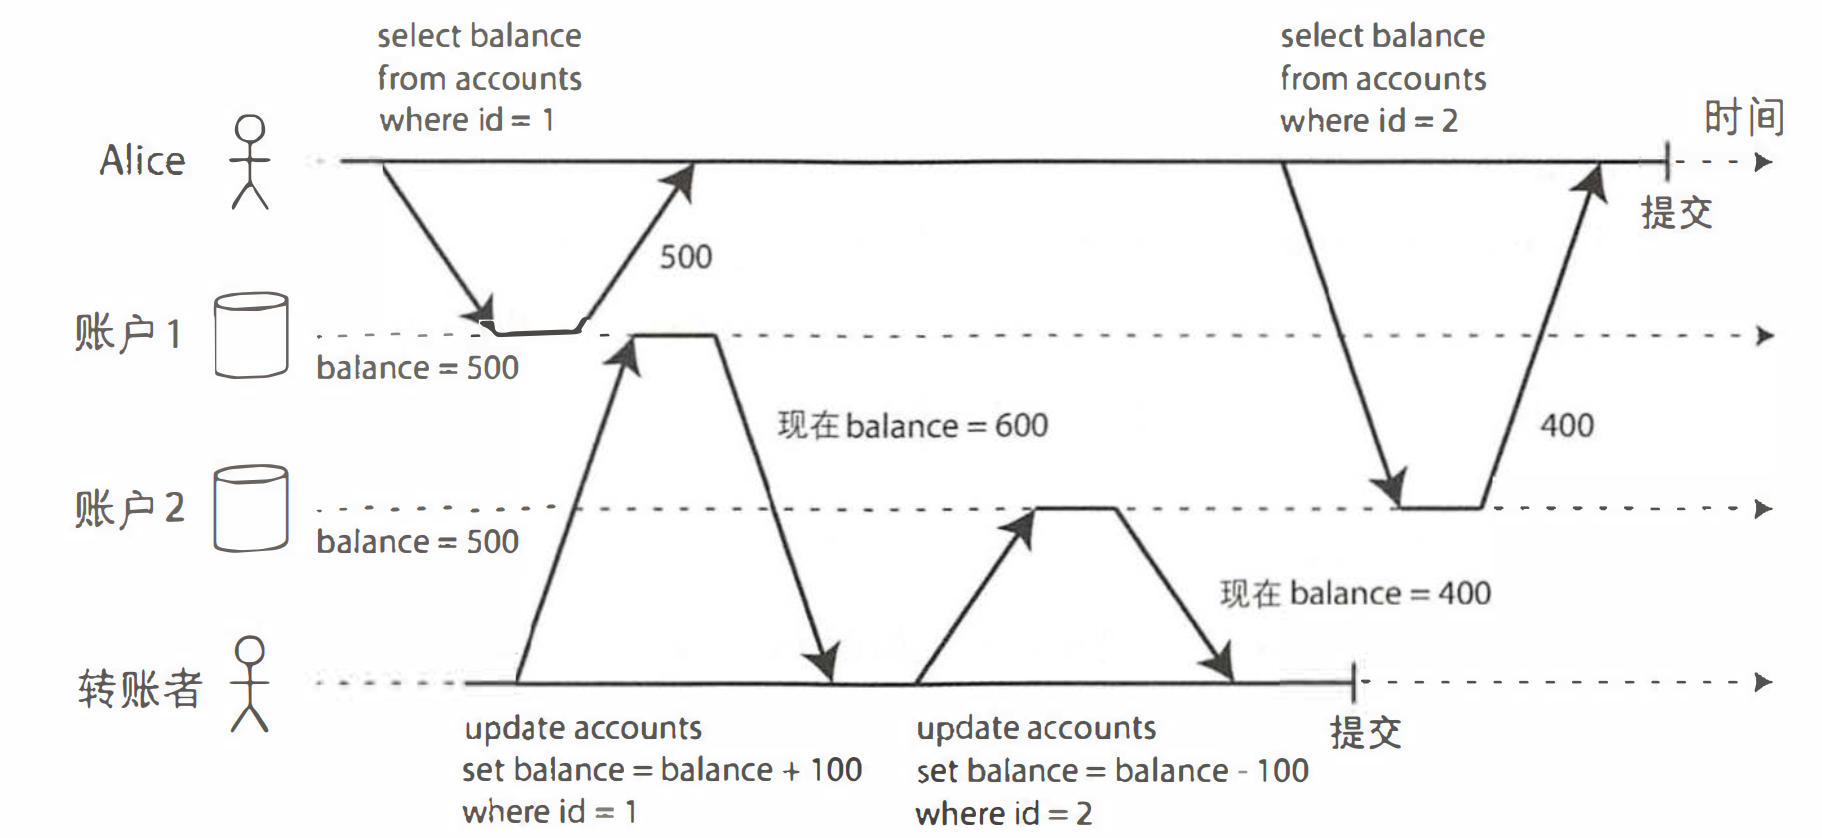 select balance
from accounts
where id = 1
select balance
from accounts
where id = 2
时间
Alice
提交
500
账户1
balance = 500
现在 balance = 600
400
账户2
balance = 500
现在 balance = 400
转账者
提交
update accounts
set balance = balance + 100
where id = 1
update accounts
set balance = balance - 100
where id = 2